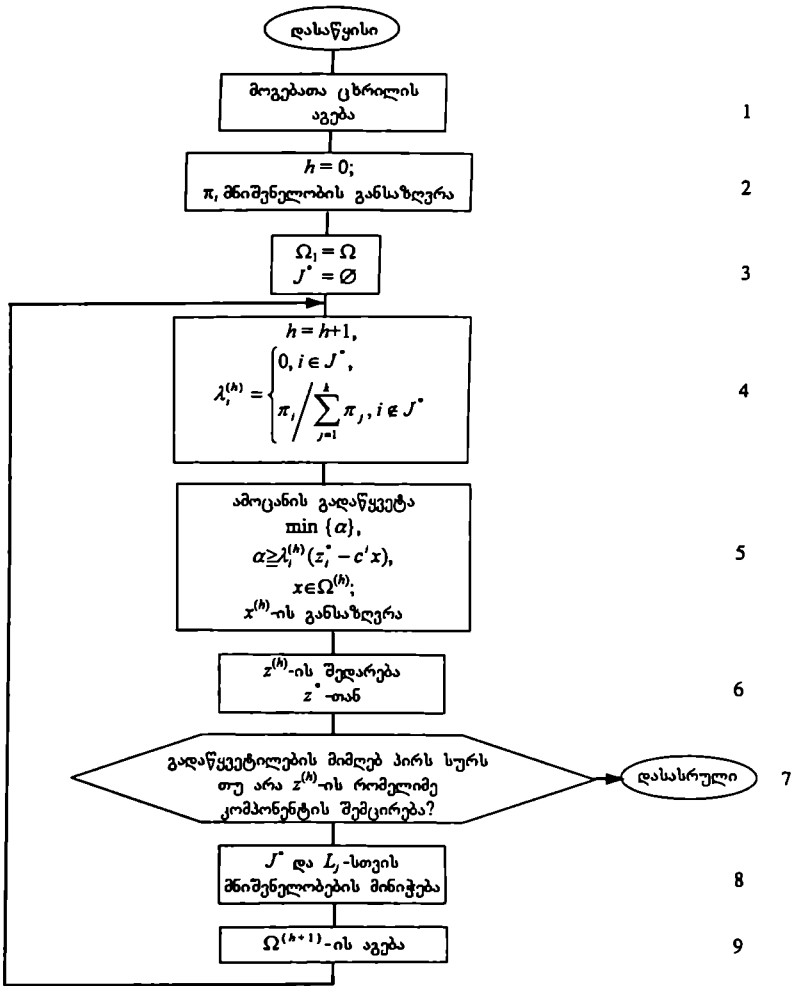 დასაწყისი
მოგებათა ცხრილის
აგება
1
h = 0;
πᵢ მნიშვნელობის განსაზღვრა
2
Ω₁ = Ω
J* = Ø
3
h = h+1,
λᵢ⁽ʰ⁾ = { 0, i ∈ J*,
πᵢ / ∑ⱼ₌₁ᵏ πⱼ, i ∉ J*
4
ამოცანის გადაწყვეტა
min {α},
α ≧ λᵢ⁽ʰ⁾(zᵢ* − cⁱx),
x∈Ω⁽ʰ⁾;
x⁽ʰ⁾-ის განსაზღვრა
5
z⁽ʰ⁾-ის შედარება
z*-თან
6
გადაწყვეტილების მიმღებ პირს სურს
თუ არა z⁽ʰ⁾-ის რომელიმე
კომპონენტის შემცირება?
დასასრული
7
J* და Lⱼ-სთვის
მნიშვნელობების მინიჭება
8
Ω⁽ʰ⁺¹⁾-ის აგება
9